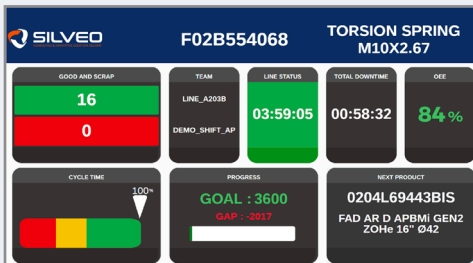 SILVEO
F02B554068
TORSION SPRING
M10X2.67
GOOD AND SCRAP
16
0
TEAM
LINE_A203B
DEMO_SHIFT_AP
LINE STATUS
03:59:05
TOTAL DOWNTIME
00:58:32
OEE
84 %
CYCLE TIME
100%
PROGRESS
GOAL : 3600
GAP : -2017
NEXT PRODUCT
0204L69443BIS
FAD AR D APBMi GEN2
ZOHe 16" Ø42